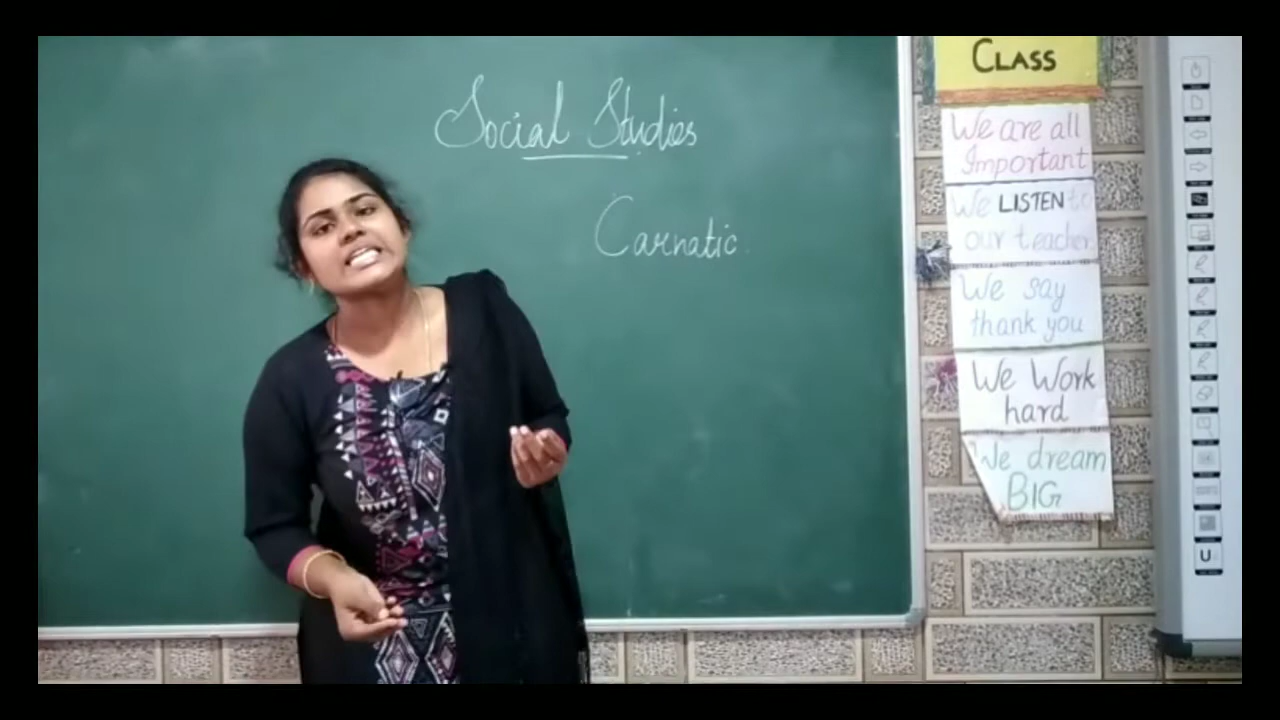 Social Studies
Carnatic.
CLASS
We are all
Important
We LISTEN to
our teacher.
We say
thank you
We Work
hard
We dream
BIG
U